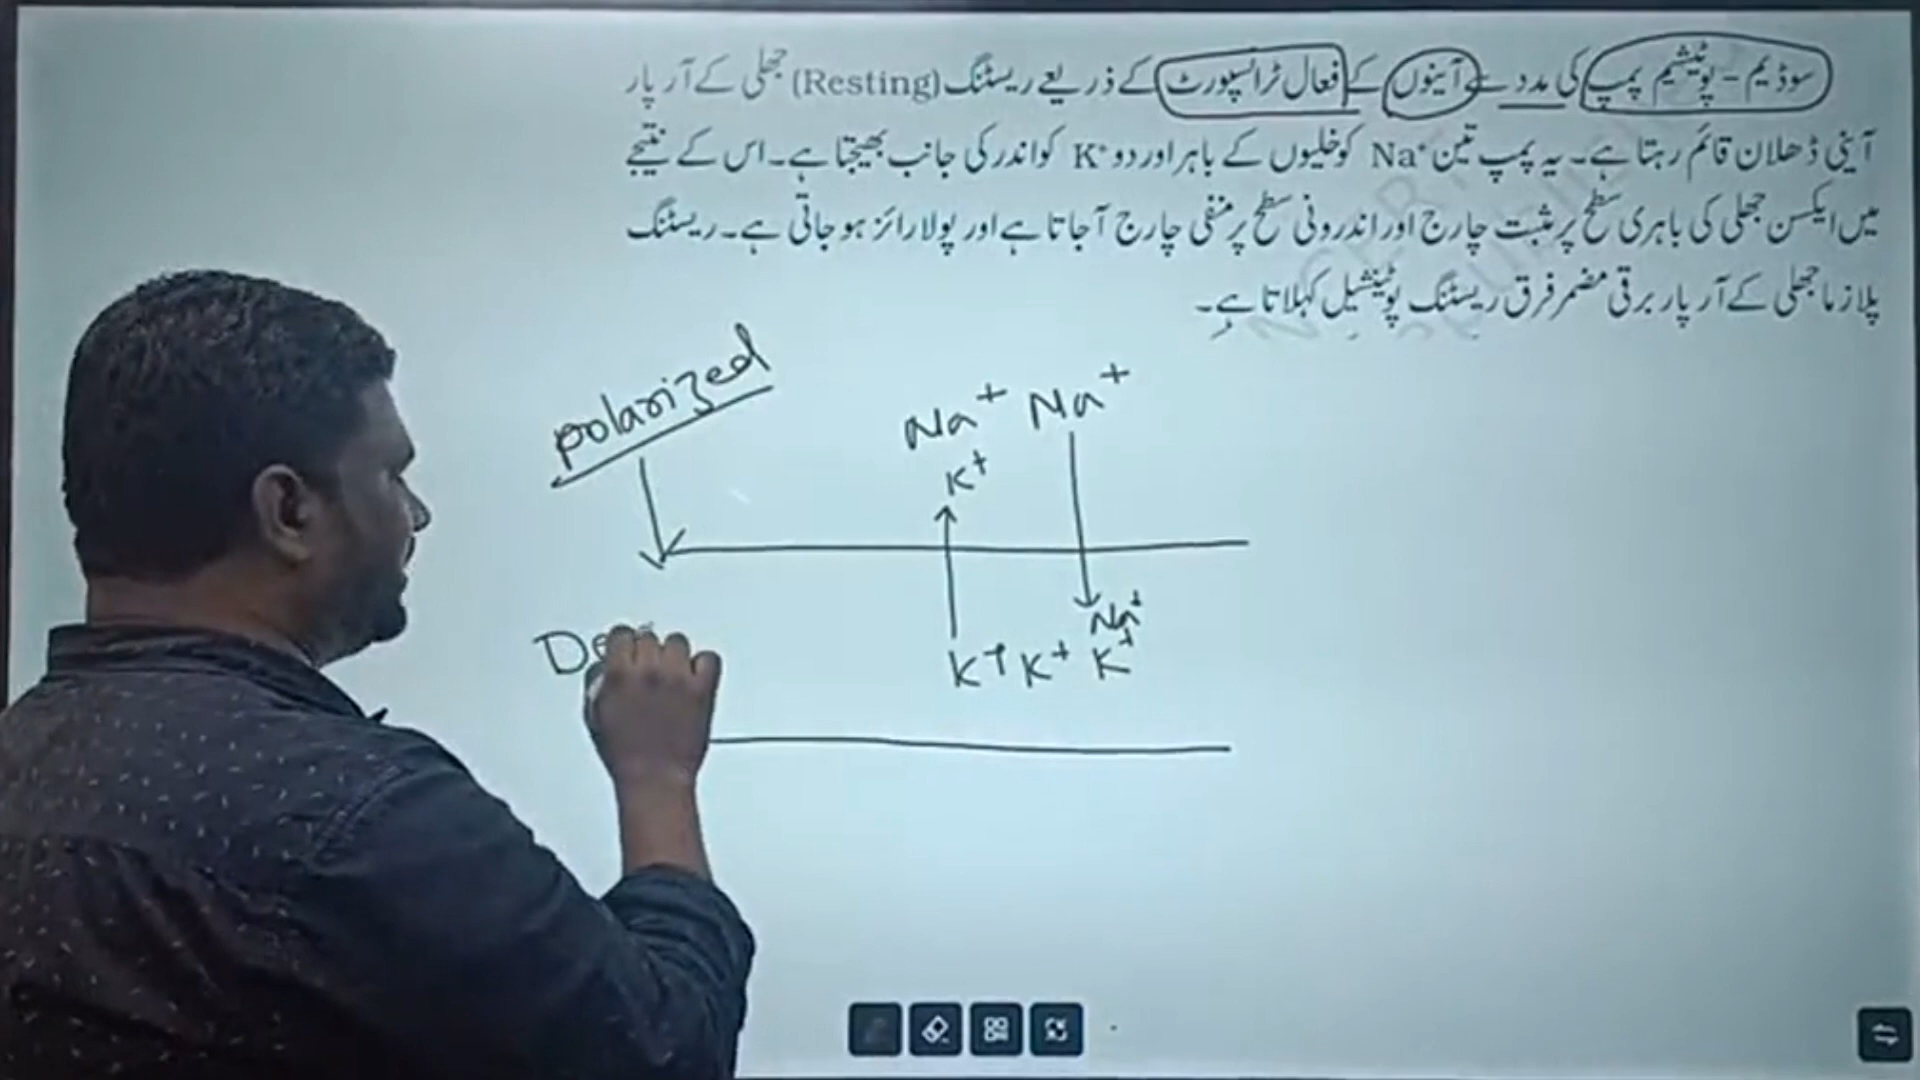 سوڈیم - پوٹیشیم پمپ کی مدد سے آینوں کے فعال ٹرانسپورٹ کے ذریعے ریسٹنگ (Resting) جھلی کے آر پار
آینی ڈھلان قائم رہتا ہے۔ یہ پمپ تین Na⁺ کو خلیوں کے باہر اور دو K⁺ کو اندر کی جانب بھیجتا ہے۔ اس کے نتیجے
میں ایکسن جھلی کی باہری سطح پر مثبت چارج اور اندرونی سطح پر منفی چارج آ جاتا ہے اور پولارائز ہو جاتی ہے۔ ریسٹنگ
پلازما جھلی کے آر پار برقی مضمر فرق ریسٹنگ پوٹینشیل کہلاتا ہے۔
polarized
Na⁺ Na⁺
K⁺
Na⁺
K⁺ K⁺ K⁺